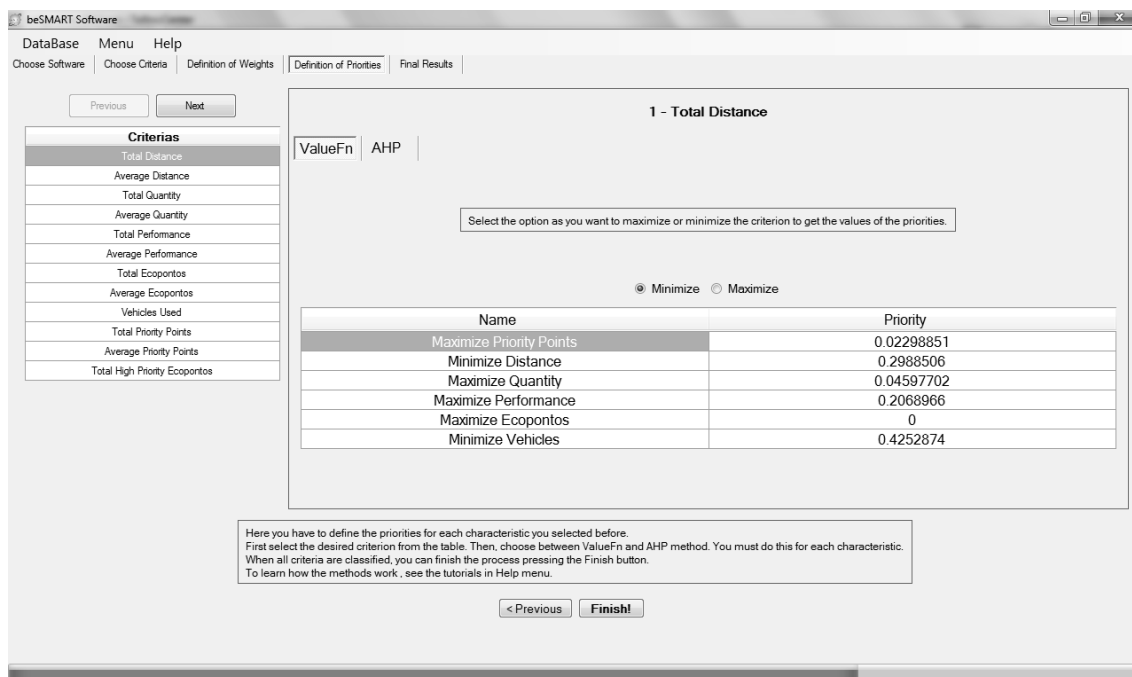 beSMART Software
DataBase Menu Help
Choose Software Choose Criteria Definition of Weights Definition of Priorities Final Results
Previous Next
Criterias
Total Distance
Average Distance
Total Quantity
Average Quantity
Total Performance
Average Performance
Total Ecopontos
Average Ecopontos
Vehicles Used
Total Priority Points
Average Priority Points
Total High Priority Ecopontos
1 - Total Distance
ValueFn AHP
Select the option as you want to maximize or minimize the criterion to get the values of the priorities.
Minimize Maximize
Name Priority
Maximize Priority Points 0.02298851
Minimize Distance 0.2988506
Maximize Quantity 0.04597702
Maximize Performance 0.2068966
Maximize Ecopontos 0
Minimize Vehicles 0.4252874
Here you have to define the priorities for each characteristic you selected before.
First select the desired criterion from the table. Then, choose between ValueFn and AHP method. You must do this for each characteristic.
When all criteria are classified, you can finish the process pressing the Finish button.
To learn how the methods work , see the tutorials in Help menu.
< Previous Finish!